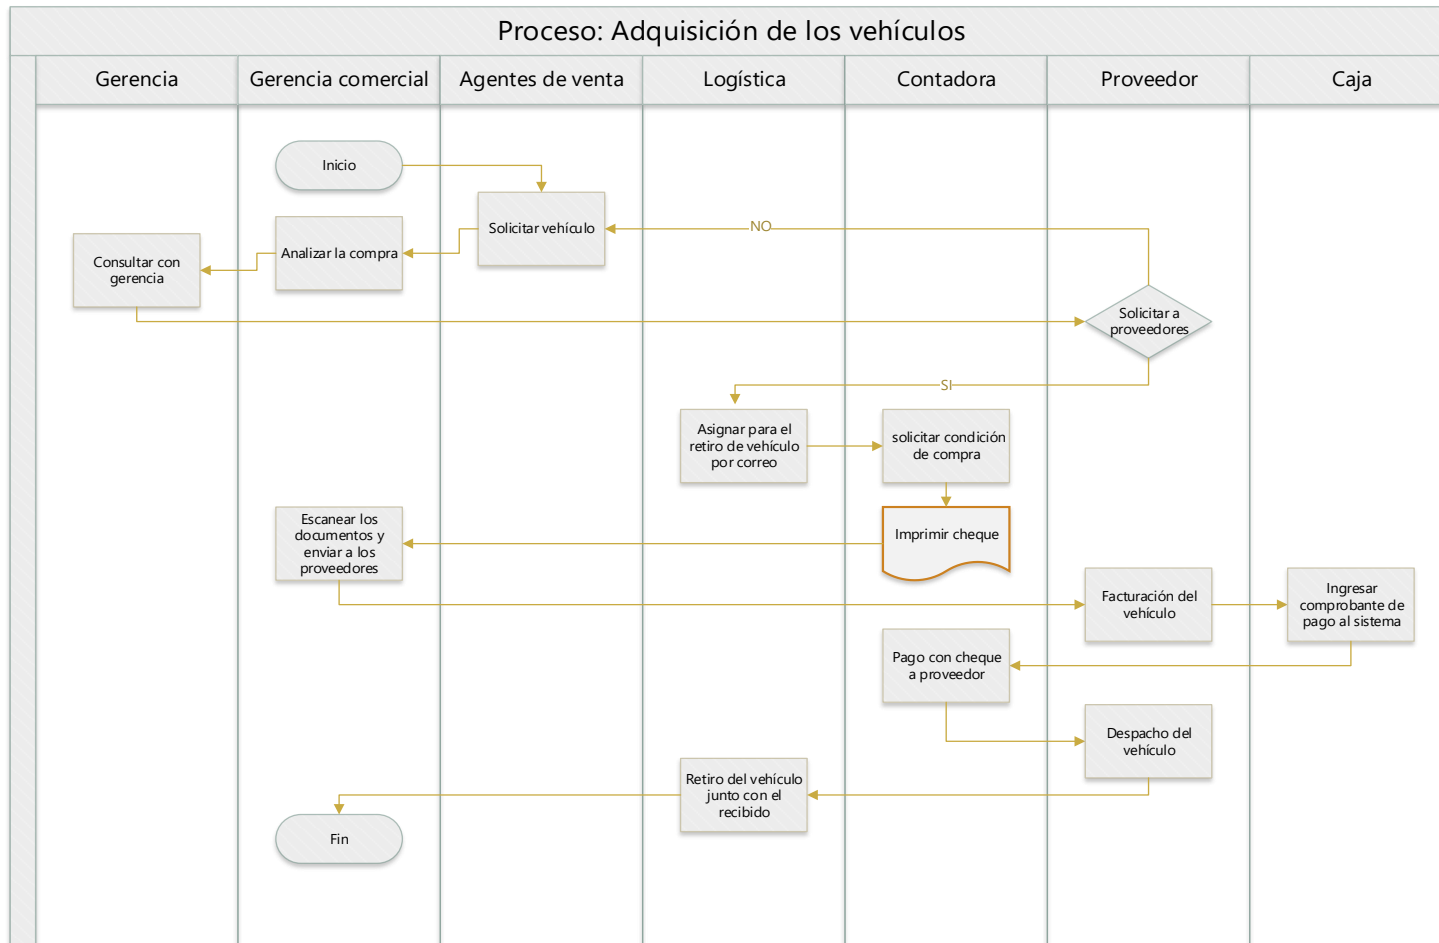 Proceso: Adquisición de los vehículos
Gerencia
Gerencia comercial
Agentes de venta
Logística
Contadora
Proveedor
Caja
Inicio
Solicitar vehículo
NO
Analizar la compra
Consultar con
gerencia
Solicitar a
proveedores
SI
Asignar para el
retiro de vehículo
por correo
solicitar condición
de compra
Imprimir cheque
Escanear los
documentos y
enviar a los
proveedores
Facturación del
vehículo
Ingresar
comprobante de
pago al sistema
Pago con cheque
a proveedor
Despacho del
vehículo
Retiro del vehículo
junto con el
recibido
Fin